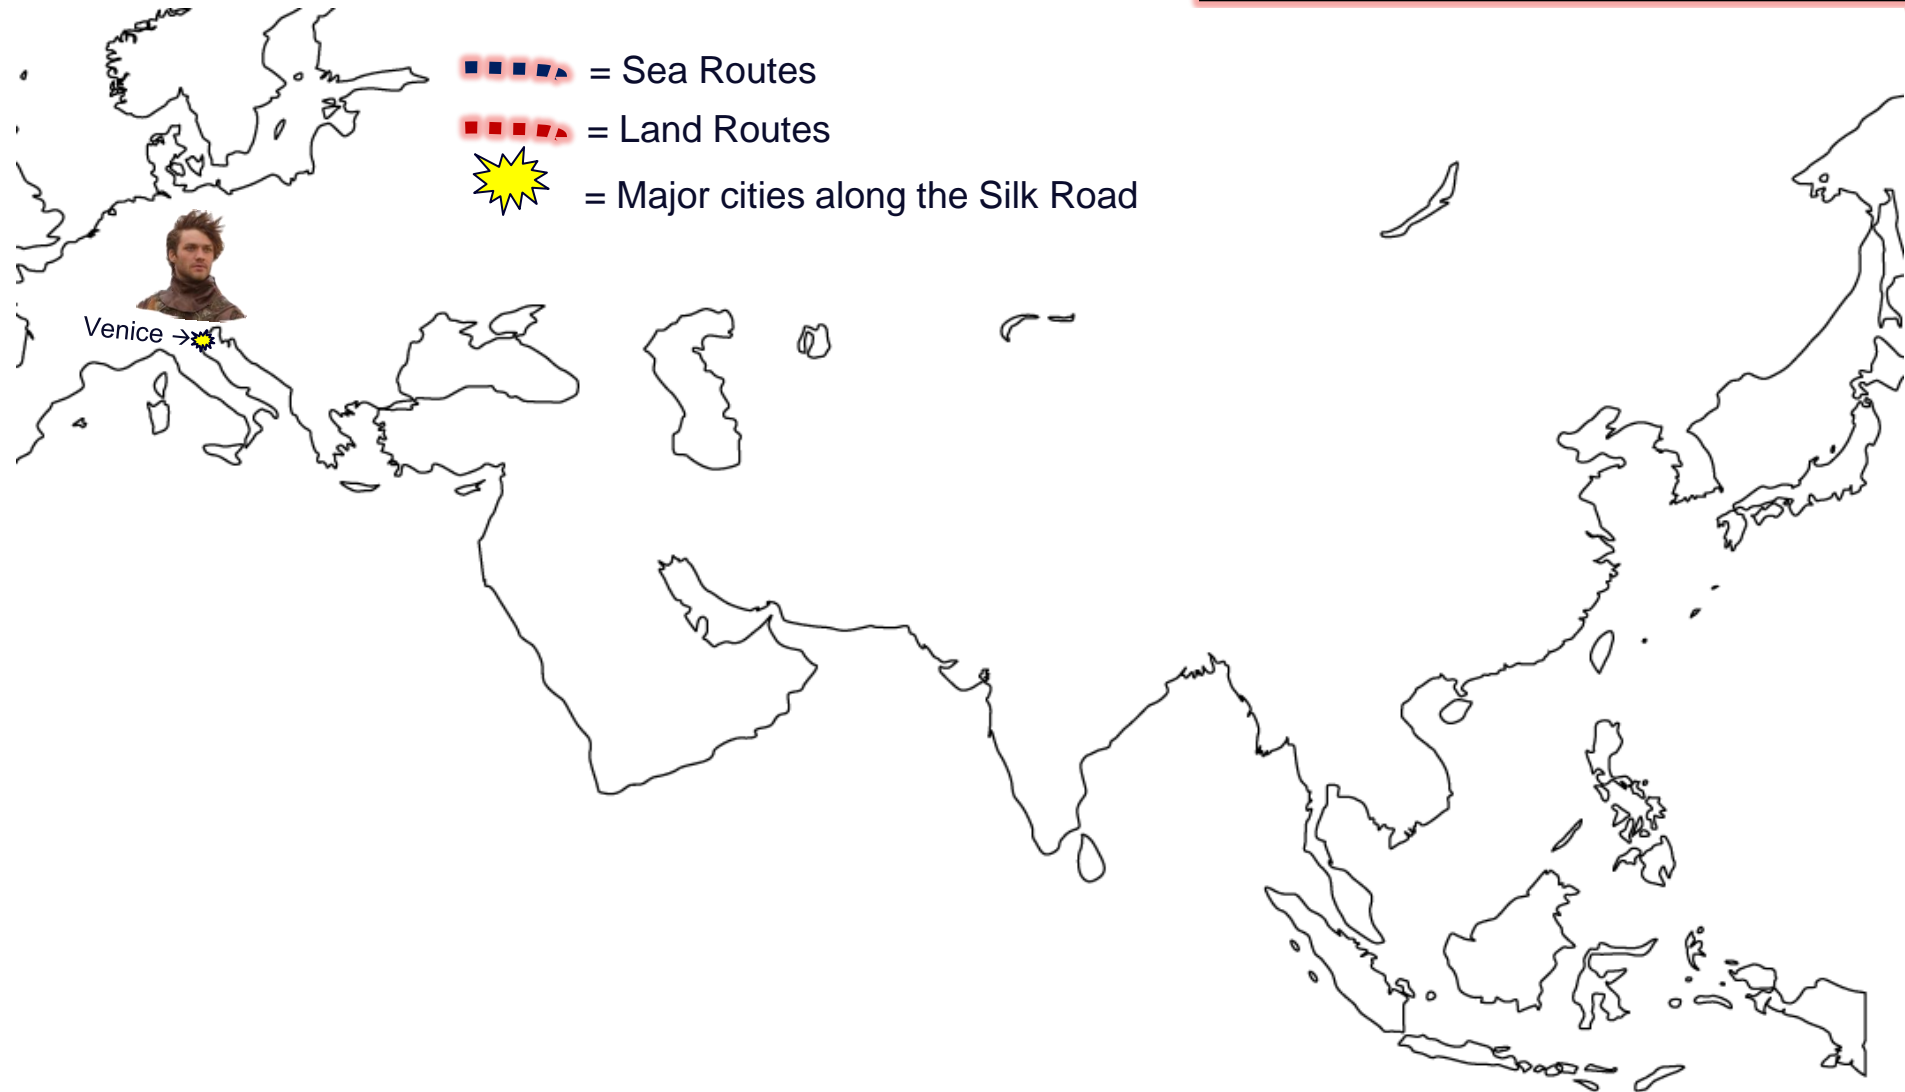 = Sea Routes
= Land Routes
= Major cities along the Silk Road
Venice →